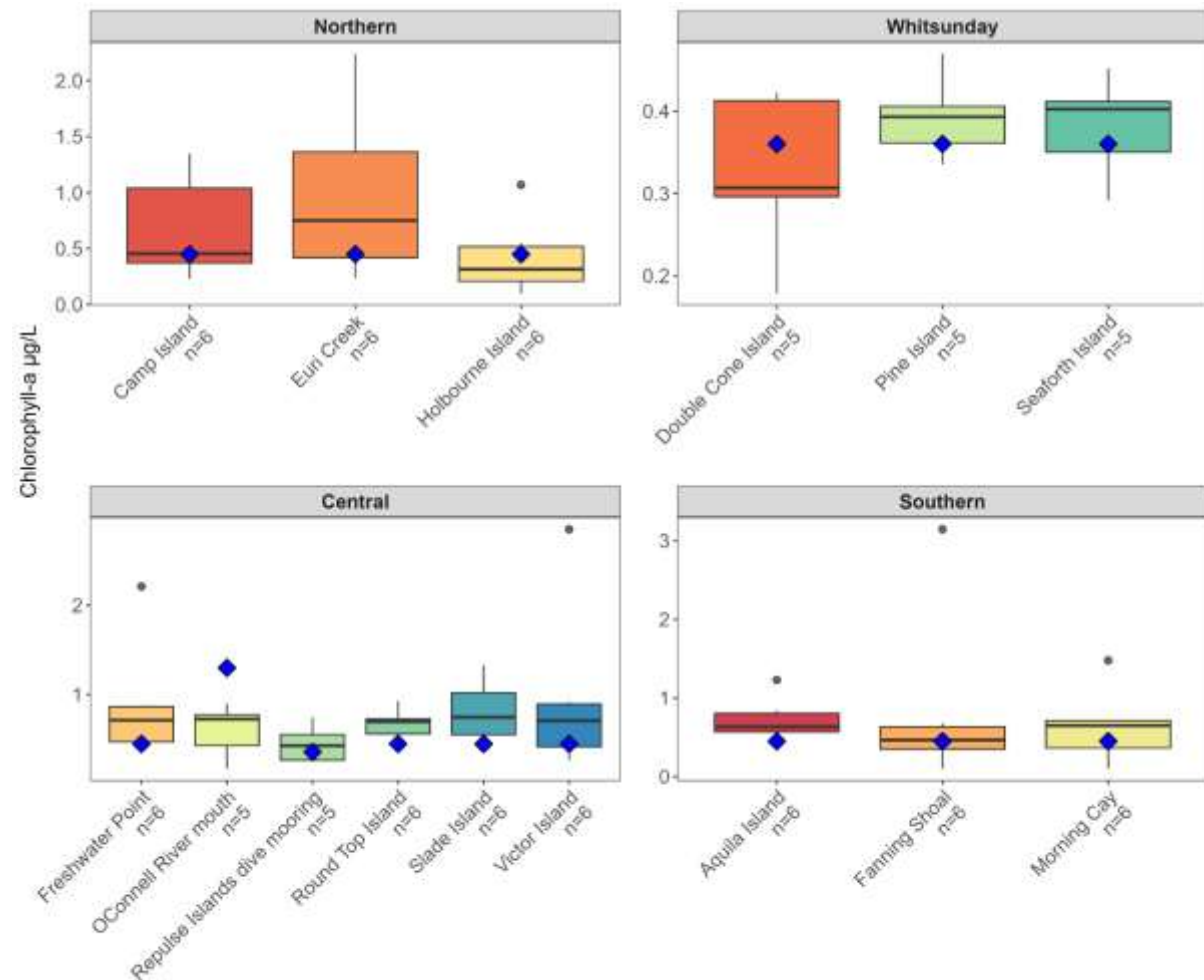 Northern
Whitsunday
Chlorophyll-a µg/L
2.0
1.5
1.0
0.5
0.0
0.4
0.3
0.2
Camp Island
n=6
Euri Creek
n=6
Holbourne Island
n=6
Double Cone Island
n=5
Pine Island
n=5
Seaforth Island
n=5
Central
Southern
2
1
3
2
1
0
Freshwater Point
n=6
OConnell River mouth
n=5
Repulse Islands dive mooring
n=5
Round Top Island
n=6
Slade Island
n=6
Victor Island
n=6
Aquila Island
n=6
Fanning Shoal
n=6
Morning Cay
n=6